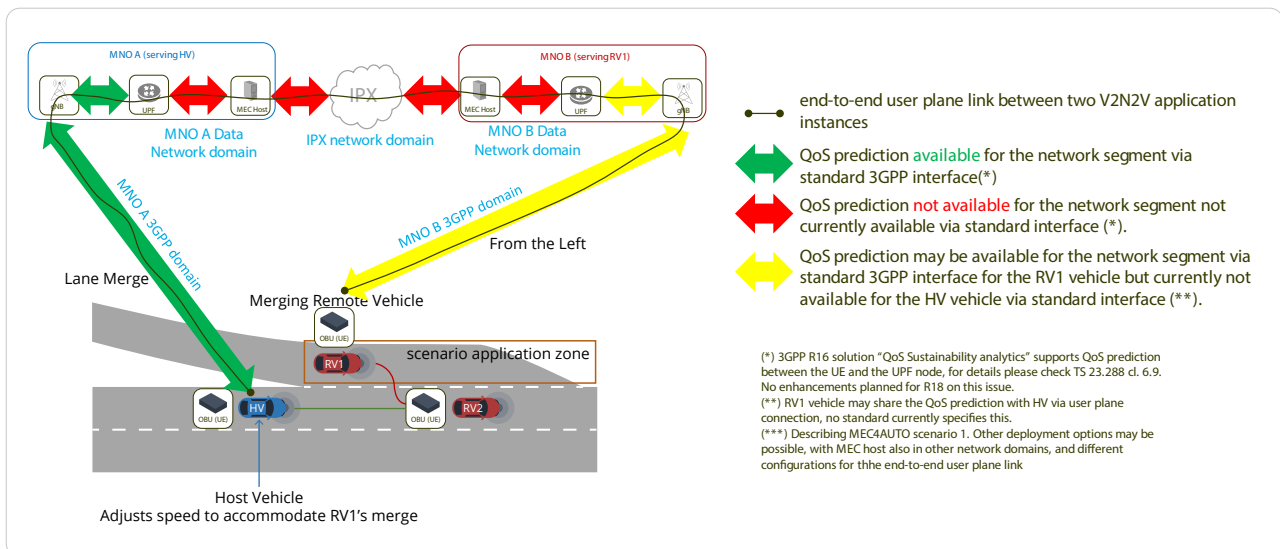 MNO A (serving HV)
MNO B (serving RV1)
gNB
UPF
MEC Host
IPX
MEC Host
UPF
gNB
MNO A Data
Network domain
IPX network domain
MNO B Data
Network domain
MNO A 3GPP domain
MNO B 3GPP domain
From the Left
Lane Merge
Merging Remote Vehicle
OBU (UE)
scenario application zone
RV1
OBU (UE)
HV
OBU (UE)
RV2
Host Vehicle
Adjusts speed to accommodate RV1's merge
end-to-end user plane link between two V2N2V application
instances
QoS prediction available for the network segment via
standard 3GPP interface(*)
QoS prediction not available for the network segment not
currently available via standard interface (*).
QoS prediction may be available for the network segment via
standard 3GPP interface for the RV1 vehicle but currently not
available for the HV vehicle via standard interface (**).
(*) 3GPP R16 solution “QoS Sustainability analytics” supports QoS prediction
between the UE and the UPF node, for details please check TS 23.288 cl. 6.9.
No enhancements planned for R18 on this issue.
(**) RV1 vehicle may share the QoS prediction with HV via user plane
connection, no standard currently specifies this.
(***) Describing MEC4AUTO scenario 1. Other deployment options may be
possible, with MEC host also in other network domains, and different
configurations for thhe end-to-end user plane link